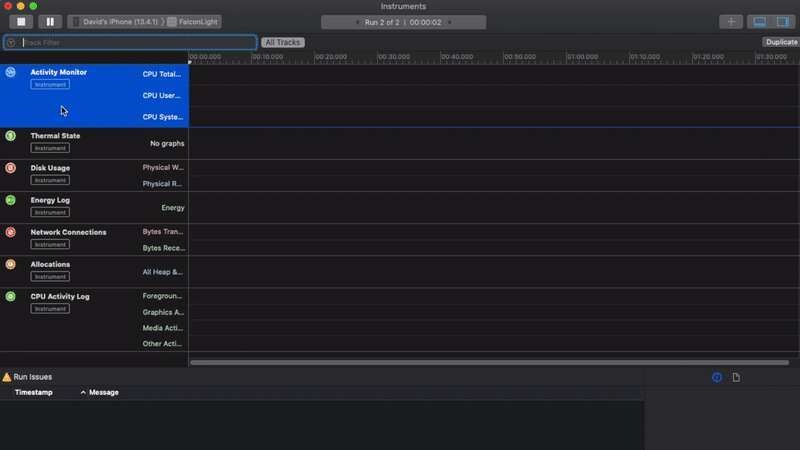 Instruments
David's iPhone (13.4.1) FalconLight
Run 2 of 2 | 00:00:02
Track Filter
All Tracks
Duplicate
00:00.000 00:10.000 00:20.000 00:30.000 00:40.000 00:50.000 01:00.000 01:10.000 01:20.000 01:30.000
Activity Monitor
Instrument
CPU Total...
CPU User...
CPU Syste...
Thermal State
Instrument
No graphs
Disk Usage
Instrument
Physical W...
Physical R...
Energy Log
Instrument
Energy
Network Connections
Instrument
Bytes Tran...
Bytes Rece...
Allocations
Instrument
All Heap &...
CPU Activity Log
Instrument
Foregroun...
Graphics A...
Media Acti...
Other Acti...
Run Issues
Timestamp Message